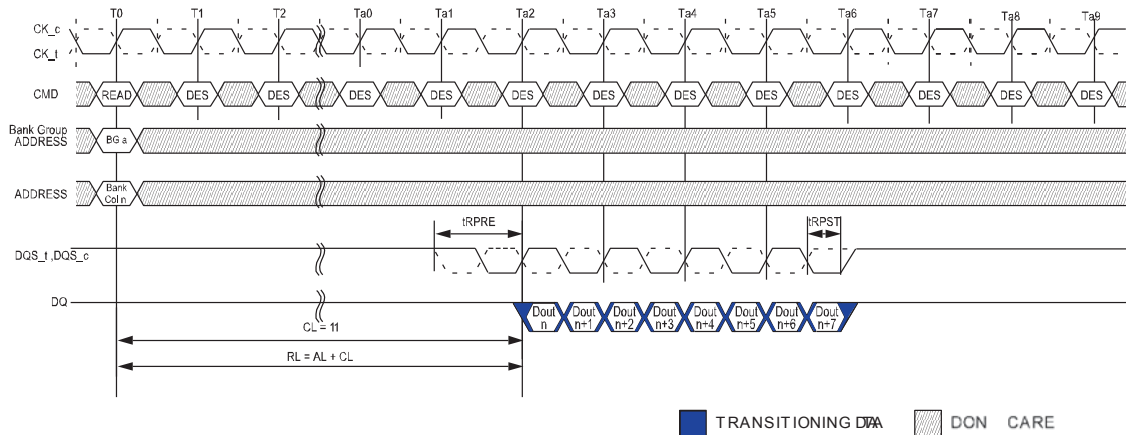 T0 T1 T2 Ta0 Ta1 Ta2 Ta3 Ta4 Ta5 Ta6 Ta7 Ta8 Ta9
CK_c
CK_t
CMD READ DES DES DES DES DES DES DES DES DES DES DES DES
Bank Group
ADDRESS BG a
ADDRESS Bank
Col n
tRPRE tRPST
DQS_t ,DQS_c
DQ Dout Dout Dout Dout Dout Dout Dout Dout
n n+1 n+2 n+3 n+4 n+5 n+6 n+7
CL = 11
RL = AL + CL
TRANSITIONING DATA DON CARE